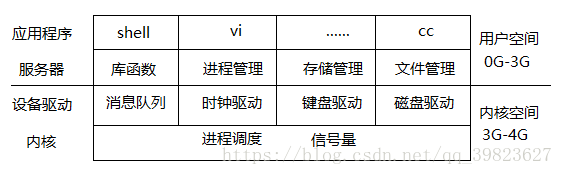 应用程序 shell vi ...... cc 用户空间
服务器 库函数 进程管理 存储管理 文件管理 0G-3G
设备驱动 消息队列 时钟驱动 键盘驱动 磁盘驱动 内核空间
内核 进程调度 信号量 3G-4G
https://blog.csdn.net/qq_39823627